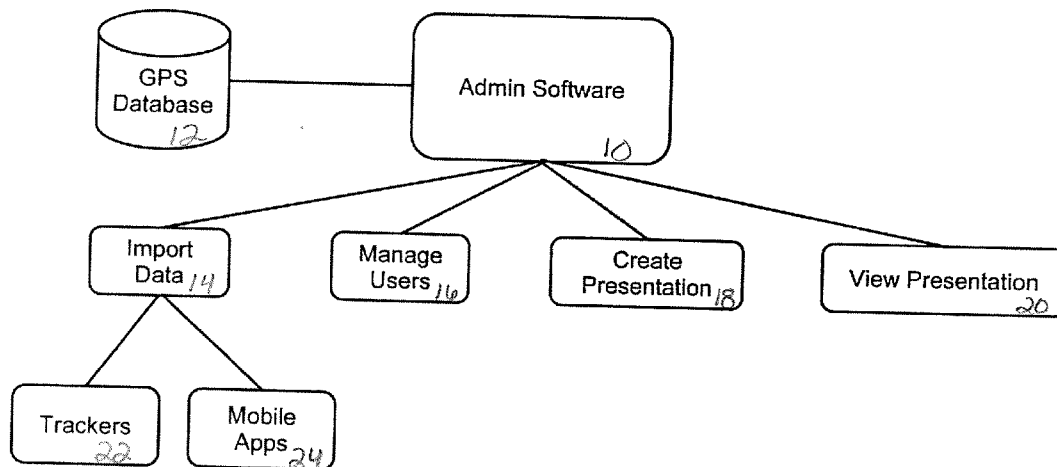 GPS
Database
12
Admin Software
10
Import
Data 14
Manage
Users 16
Create
Presentation 18
View Presentation
20
Trackers
22
Mobile
Apps 24